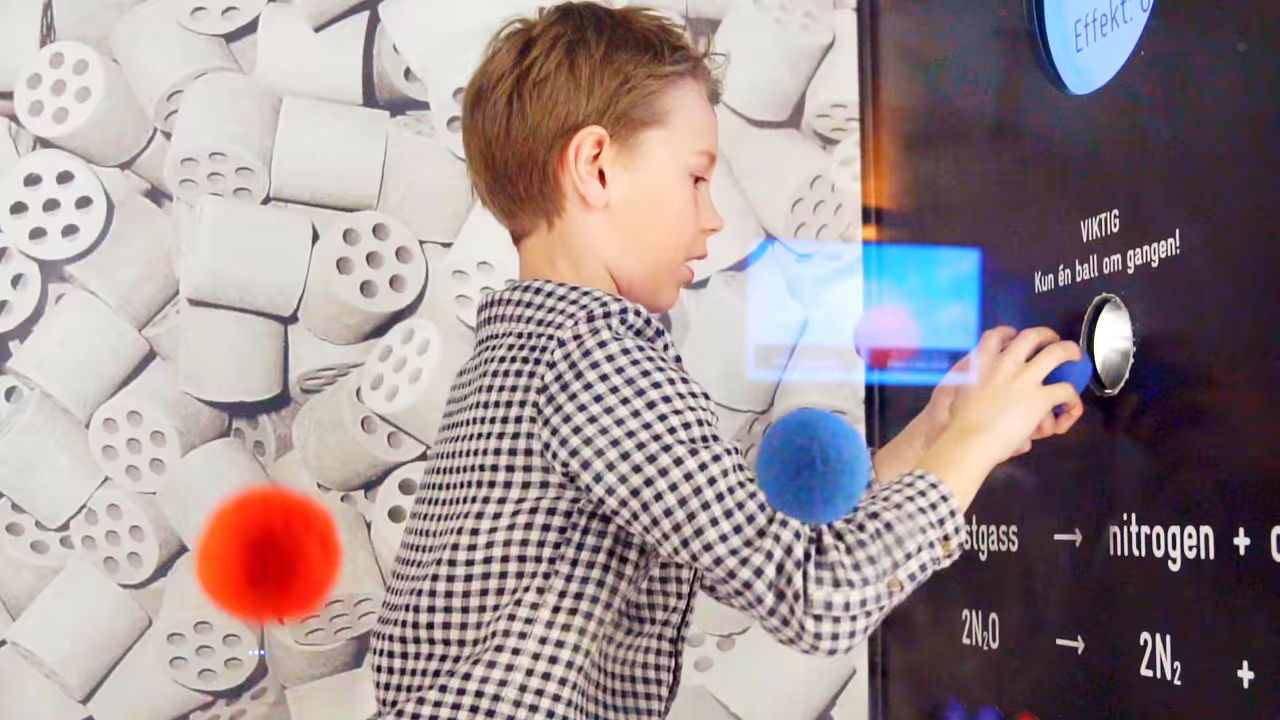 Effekt:
VIKTIG
Kun én ball om gangen!
stgass → nitrogen +
2N₂O → 2N₂ +